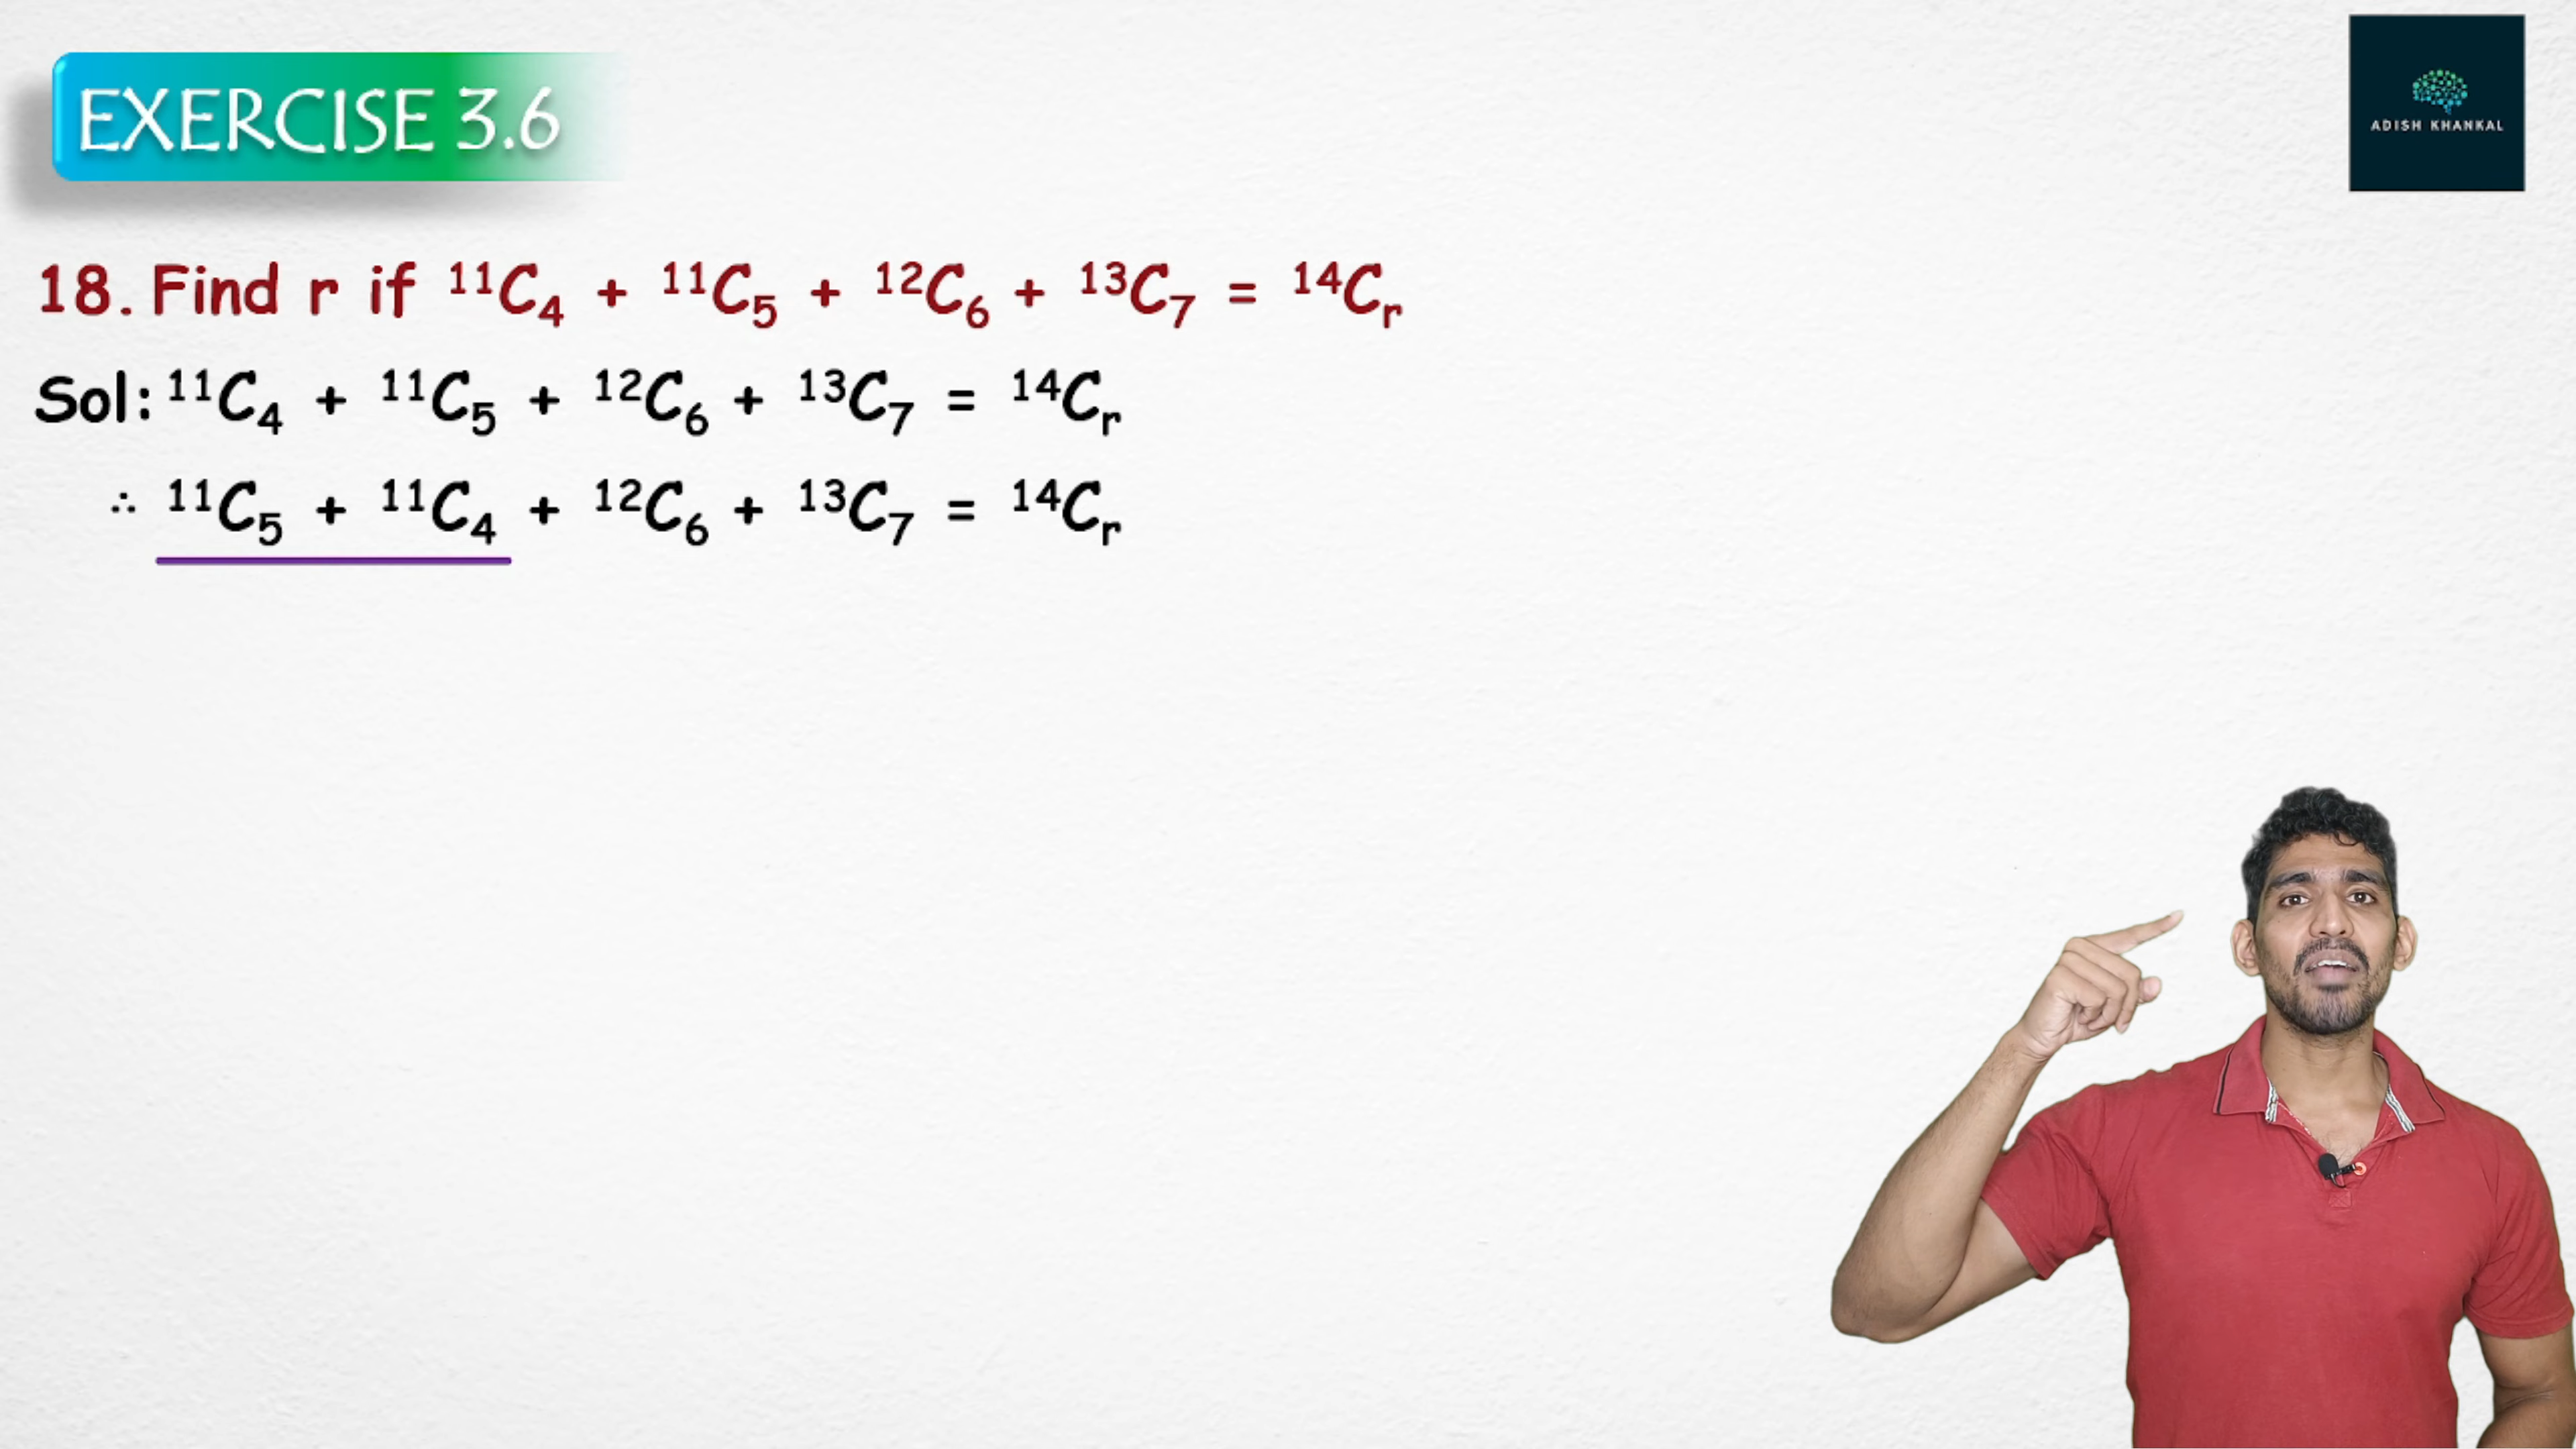 EXERCISE 3.6
ADISH KHANKAL
18. Find r if ¹¹C₄ + ¹¹C₅ + ¹²C₆ + ¹³C₇ = ¹⁴Cᵣ
Sol: ¹¹C₄ + ¹¹C₅ + ¹²C₆ + ¹³C₇ = ¹⁴Cᵣ
∴ ¹¹C₅ + ¹¹C₄ + ¹²C₆ + ¹³C₇ = ¹⁴Cᵣ